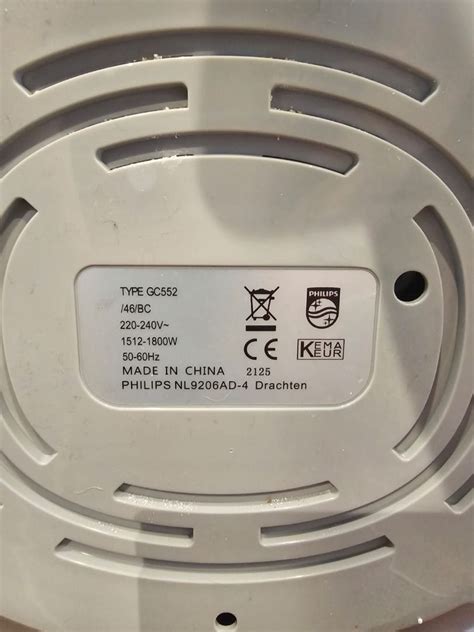 TYPE GC552
/46/BC
220-240V~
1512-1800W
50-60Hz
MADE IN CHINA 2125
PHILIPS NL9206AD-4 Drachten
PHILIPS
CE
KEMA
KEUR